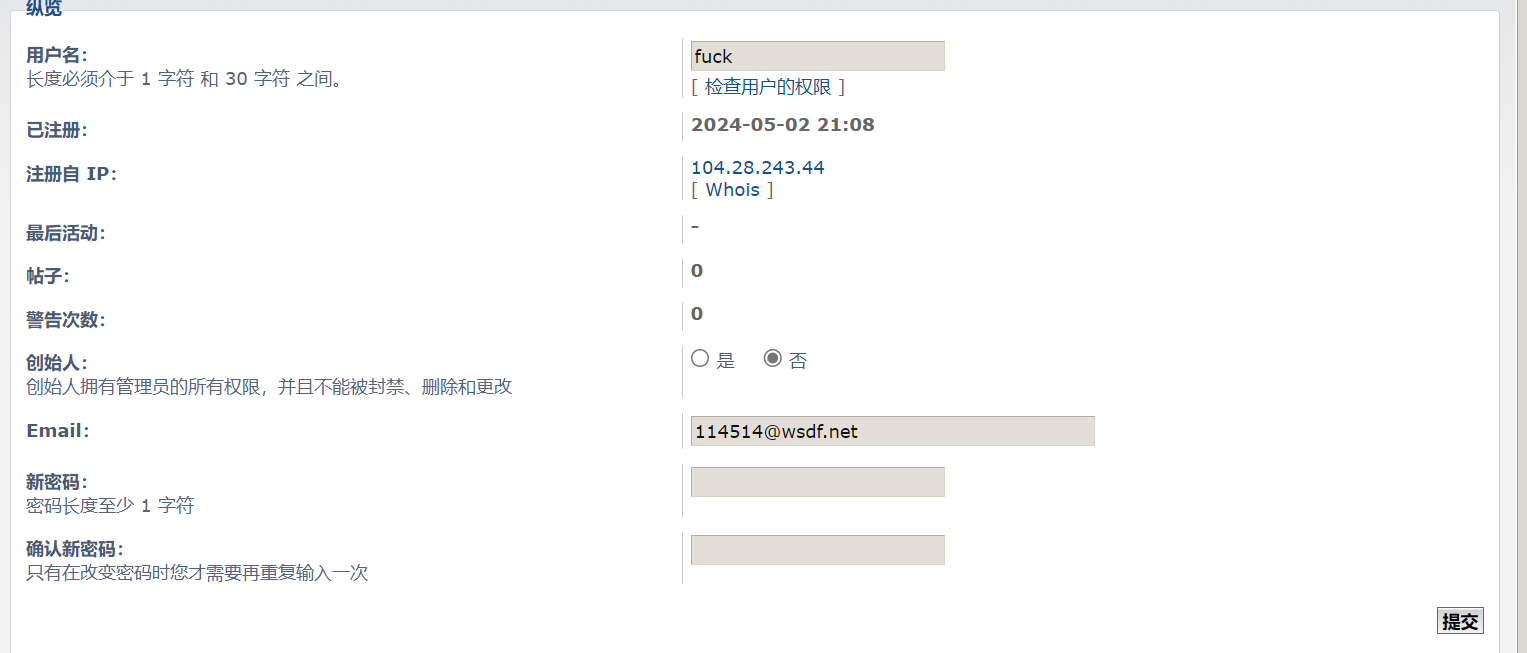 纵览
用户名：
长度必须介于 1 字符 和 30 字符 之间。
fuck
[ 检查用户的权限 ]
已注册：
2024-05-02 21:08
注册自 IP：
104.28.243.44
[ Whois ]
最后活动：
-
帖子：
0
警告次数：
0
创始人：
创始人拥有管理员的所有权限，并且不能被封禁、删除和更改
是 否
Email：
114514@wsdf.net
新密码：
密码长度至少 1 字符
确认新密码：
只有在改变密码时您才需要再重复输入一次
提交